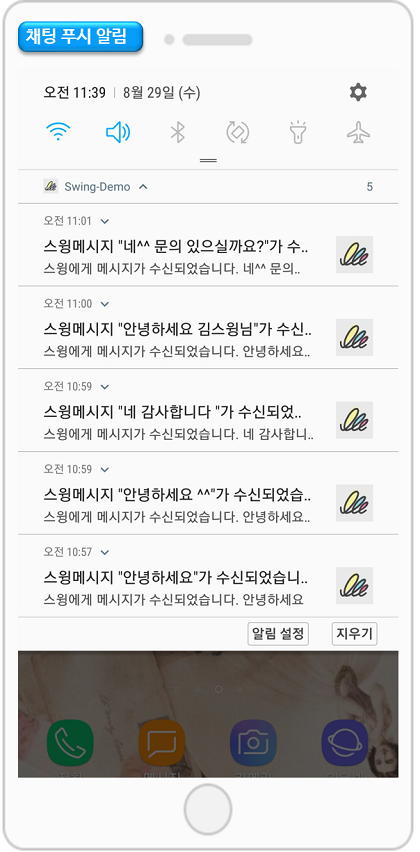 채팅 푸시 알림
오전 11:39 | 8월 29일 (수)
Swing-Demo 5
오전 11:01
스윙메시지 "네^^ 문의 있으실까요?"가 수..
스윙에게 메시지가 수신되었습니다. 네^^ 문의..
오전 11:00
스윙메시지 "안녕하세요 김스윙님"가 수신..
스윙에게 메시지가 수신되었습니다. 안녕하세요..
오전 10:59
스윙메시지 "네 감사합니다 "가 수신되었..
스윙에게 메시지가 수신되었습니다. 네 감사합니..
오전 10:59
스윙메시지 "안녕하세요 ^^"가 수신되었습..
스윙에게 메시지가 수신되었습니다. 안녕하세요..
오전 10:57
스윙메시지 "안녕하세요"가 수신되었습니..
스윙에게 메시지가 수신되었습니다. 안녕하세요
알림 설정 지우기